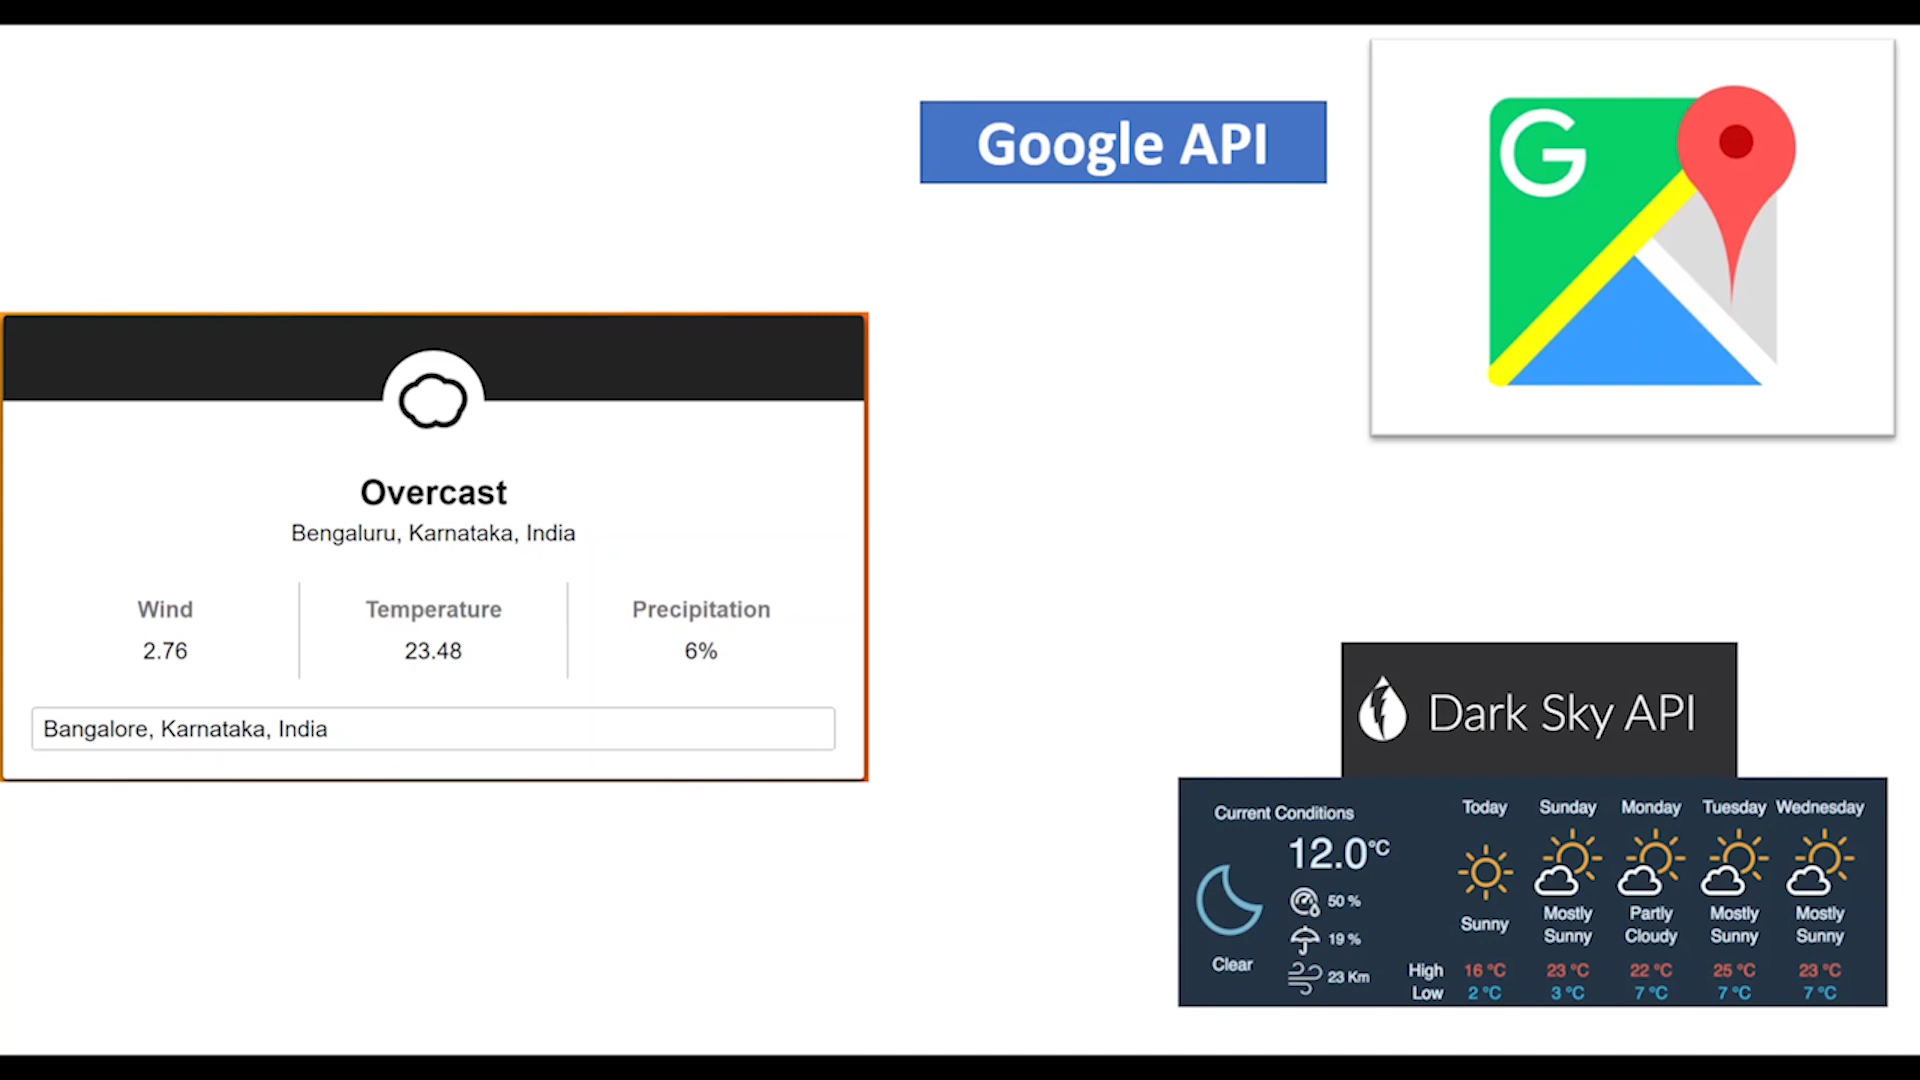 Google API
G
Overcast
Bengaluru, Karnataka, India
Wind Temperature Precipitation
2.76 23.48 6%
Bangalore, Karnataka, India
Dark Sky API
Current Conditions
12.0°C
50 %
19 %
23 Km
Clear
Today Sunday Monday Tuesday Wednesday
Sunny Mostly Sunny Partly Cloudy Mostly Sunny Mostly Sunny
High 16 °C 23 °C 22 °C 25 °C 23 °C
Low 2 °C 3 °C 7 °C 7 °C 7 °C